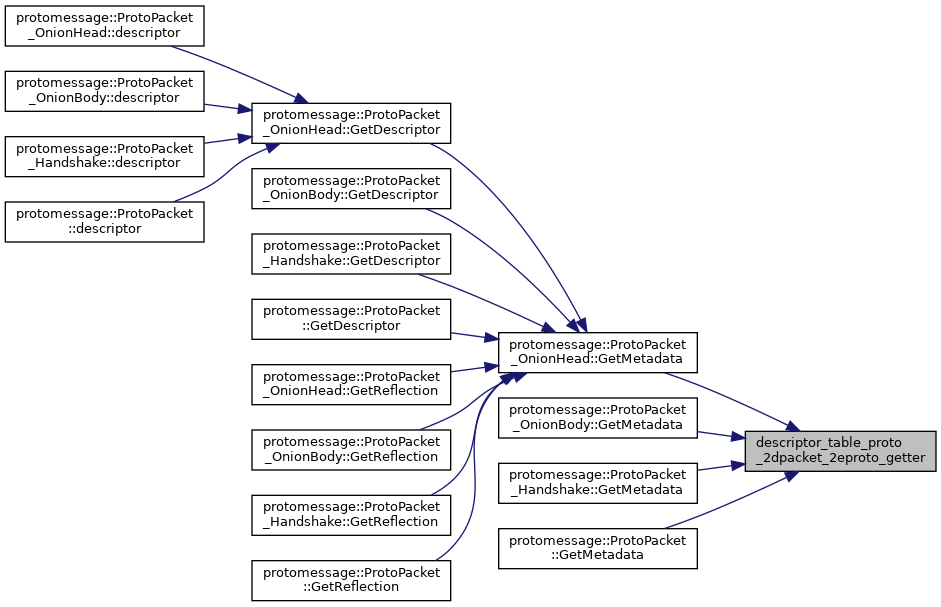 protomessage::ProtoPacket
_OnionHead::descriptor
protomessage::ProtoPacket
_OnionBody::descriptor
protomessage::ProtoPacket
_Handshake::descriptor
protomessage::ProtoPacket
::descriptor
protomessage::ProtoPacket
_OnionHead::GetDescriptor
protomessage::ProtoPacket
_OnionBody::GetDescriptor
protomessage::ProtoPacket
_Handshake::GetDescriptor
protomessage::ProtoPacket
::GetDescriptor
protomessage::ProtoPacket
_OnionHead::GetReflection
protomessage::ProtoPacket
_OnionBody::GetReflection
protomessage::ProtoPacket
_Handshake::GetReflection
protomessage::ProtoPacket
::GetReflection
protomessage::ProtoPacket
_OnionHead::GetMetadata
protomessage::ProtoPacket
_OnionBody::GetMetadata
protomessage::ProtoPacket
_Handshake::GetMetadata
protomessage::ProtoPacket
::GetMetadata
descriptor_table_proto
_2dpacket_2eproto_getter